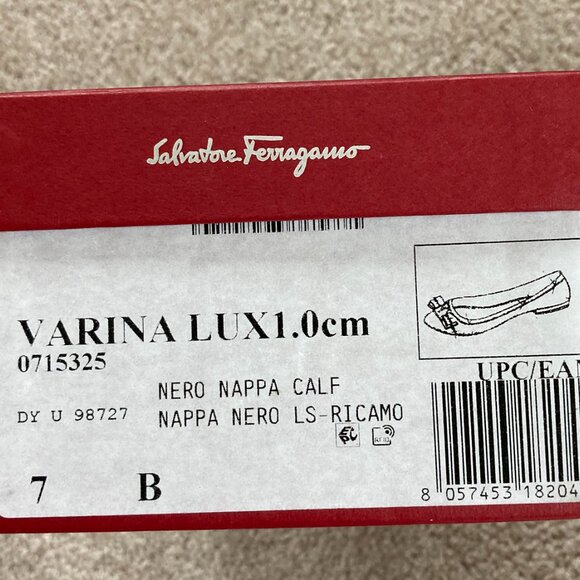 Salvatore Ferragamo
VARINA LUX1.0cm
0715325
UPC/EAN
NERO NAPPA CALF
DY U 98727 NAPPA NERO LS-RICAMO
RFID
7 B
8 057453 18204